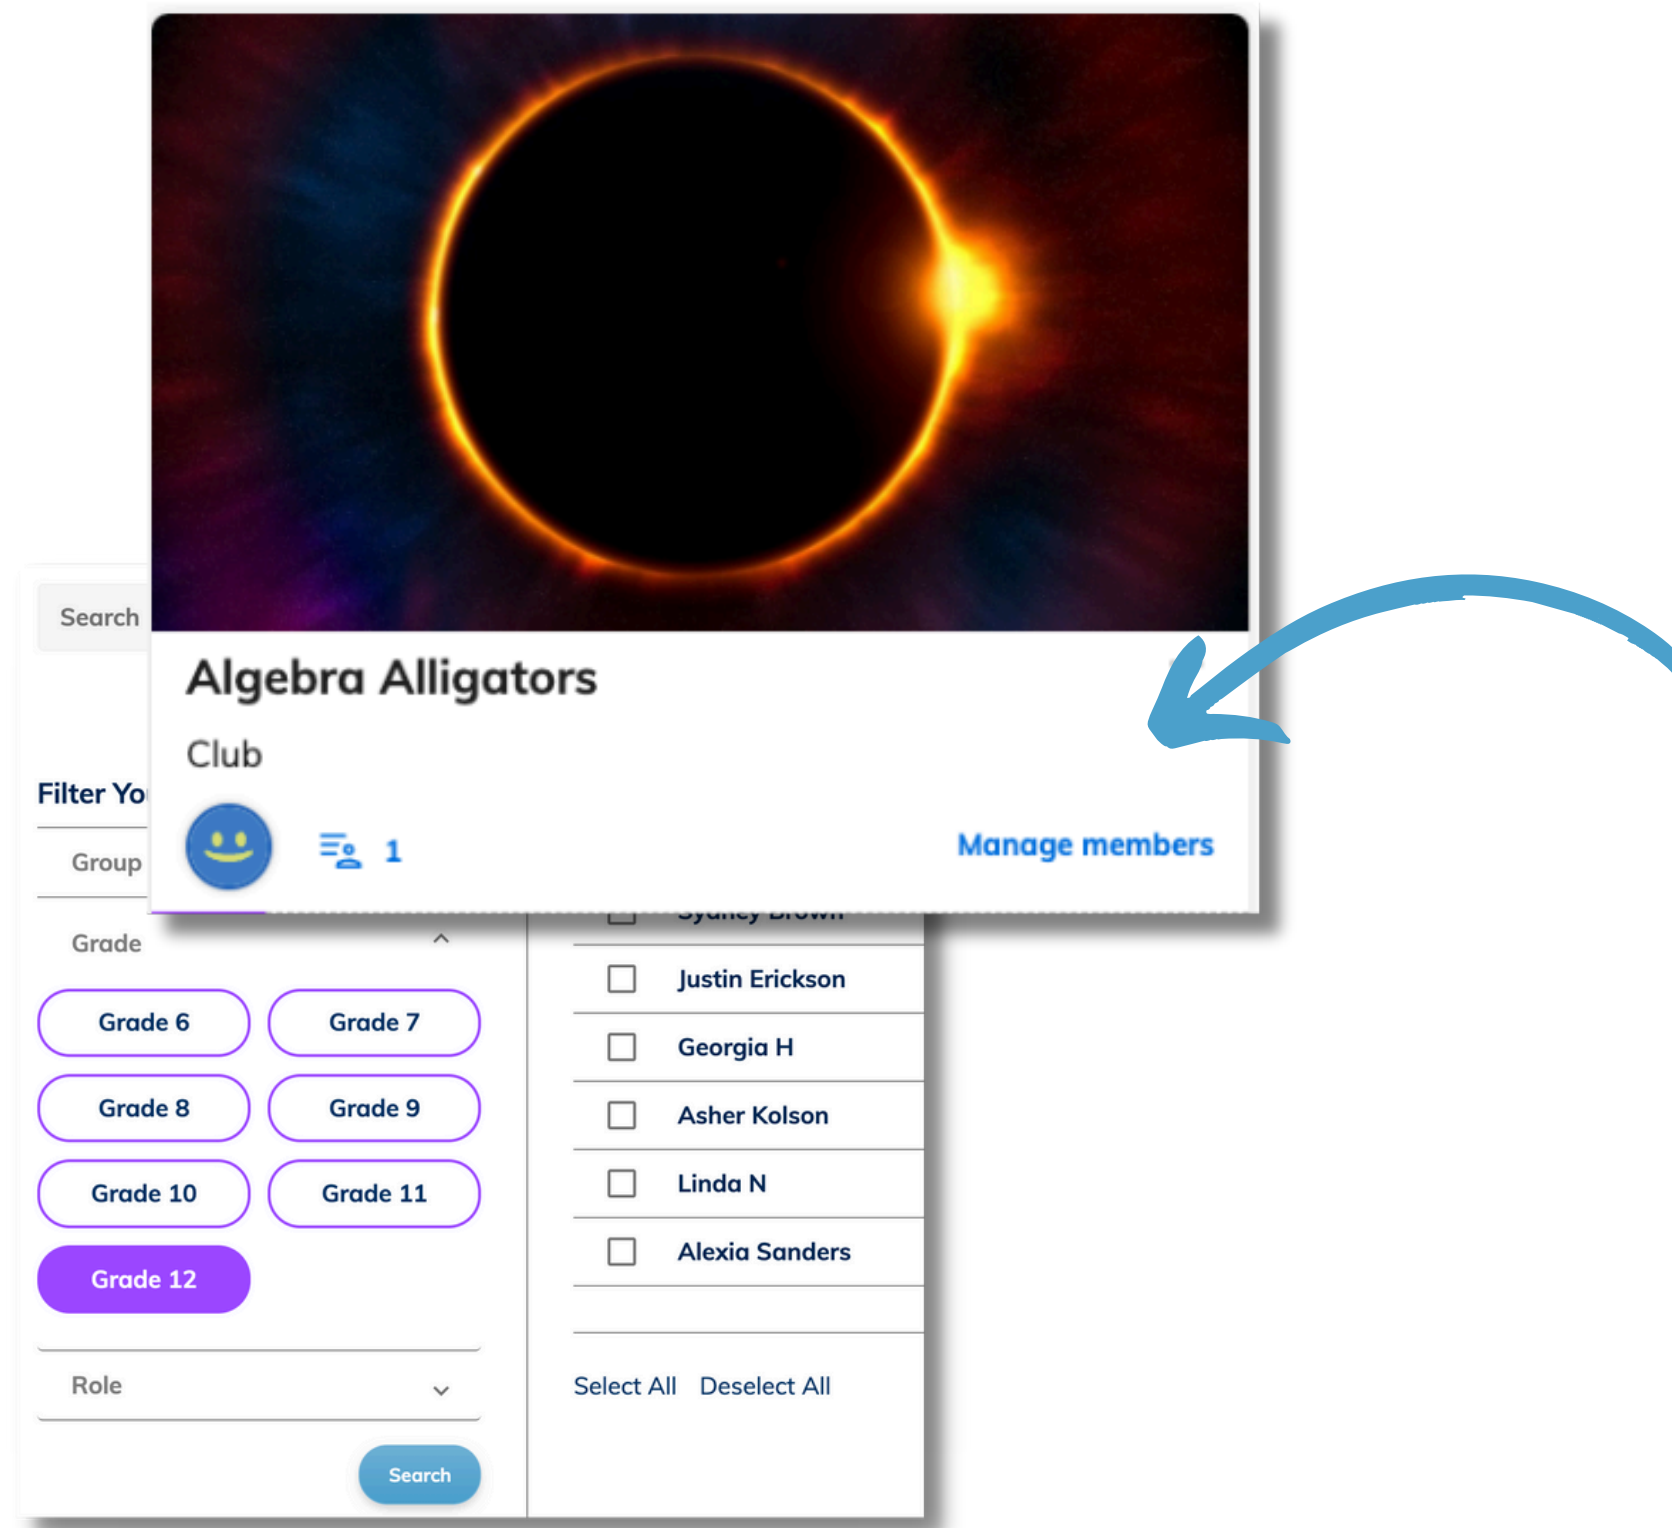 Algebra Alligators
Club
1
Manage members
Search
Filter Yo
Group
Grade
Grade 6
Grade 7
Grade 8
Grade 9
Grade 10
Grade 11
Grade 12
Role
Search
Sydney Brown
Justin Erickson
Georgia H
Asher Kolson
Linda N
Alexia Sanders
Select All Deselect All